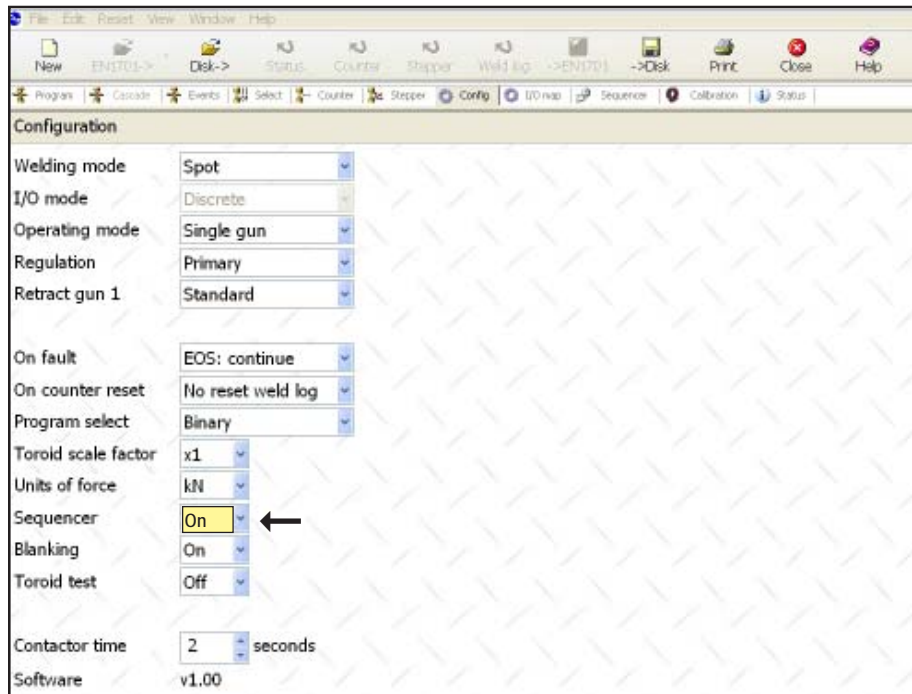 File Edit Reset View Window Help
New EN1701-> Disk-> Status Counter Stepper Weld log ->EN1701 ->Disk Print Close Help
Program Cascade Events Select Counter Stepper Config I/O map Sequencer Calibration Status
Configuration
Welding mode Spot
I/O mode Discrete
Operating mode Single gun
Regulation Primary
Retract gun 1 Standard
On fault EOS: continue
On counter reset No reset weld log
Program select Binary
Toroid scale factor x1
Units of force kN
Sequencer On
Blanking On
Toroid test Off
Contactor time 2 seconds
Software v1.00